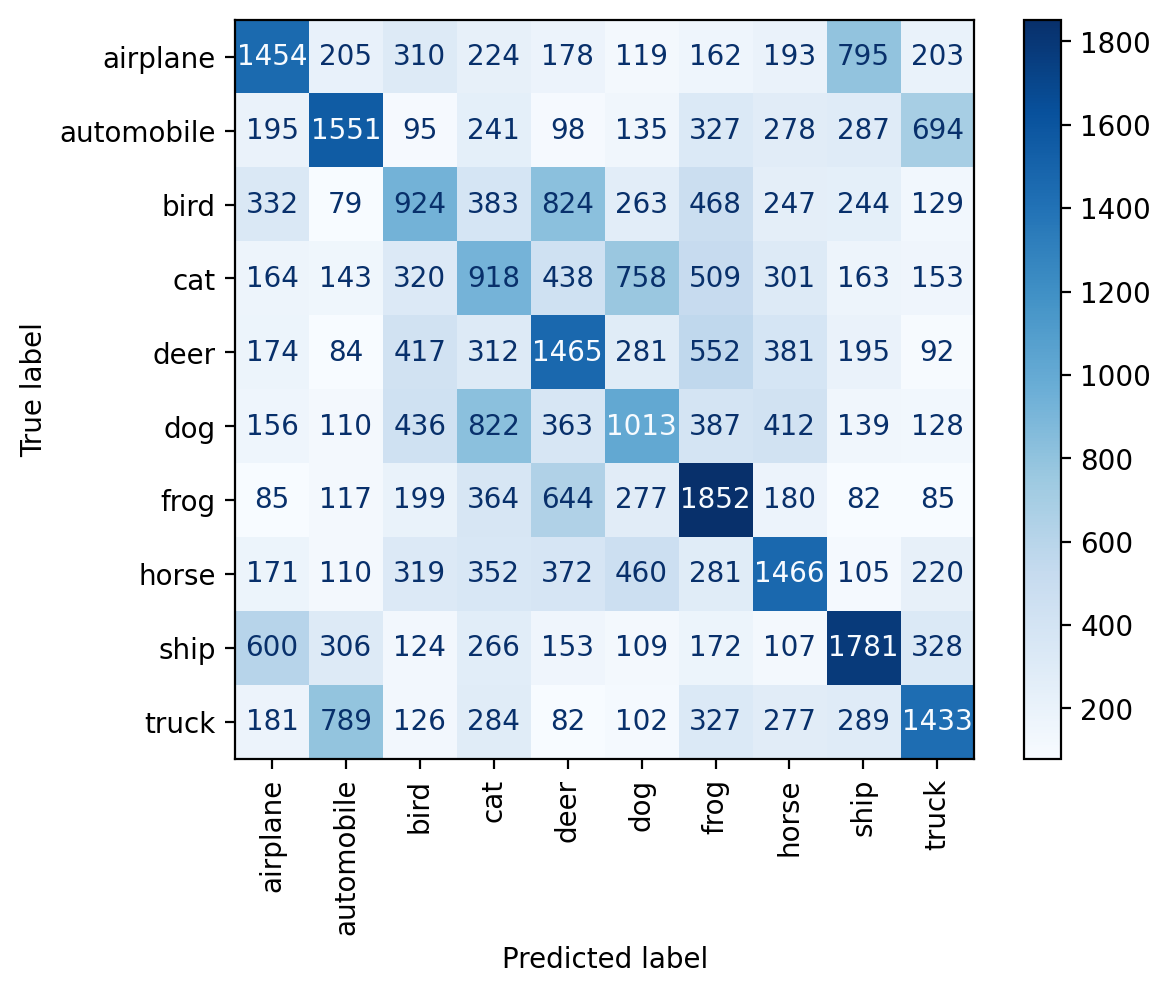 airplane 1454 205 310 224 178 119 162 193 795 203
automobile 195 1551 95 241 98 135 327 278 287 694
bird 332 79 924 383 824 263 468 247 244 129
cat 164 143 320 918 438 758 509 301 163 153
deer 174 84 417 312 1465 281 552 381 195 92
dog 156 110 436 822 363 1013 387 412 139 128
frog 85 117 199 364 644 277 1852 180 82 85
horse 171 110 319 352 372 460 281 1466 105 220
ship 600 306 124 266 153 109 172 107 1781 328
truck 181 789 126 284 82 102 327 277 289 1433
airplane automobile bird cat deer dog frog horse ship truck
Predicted label
True label
1800
1600
1400
1200
1000
800
600
400
200